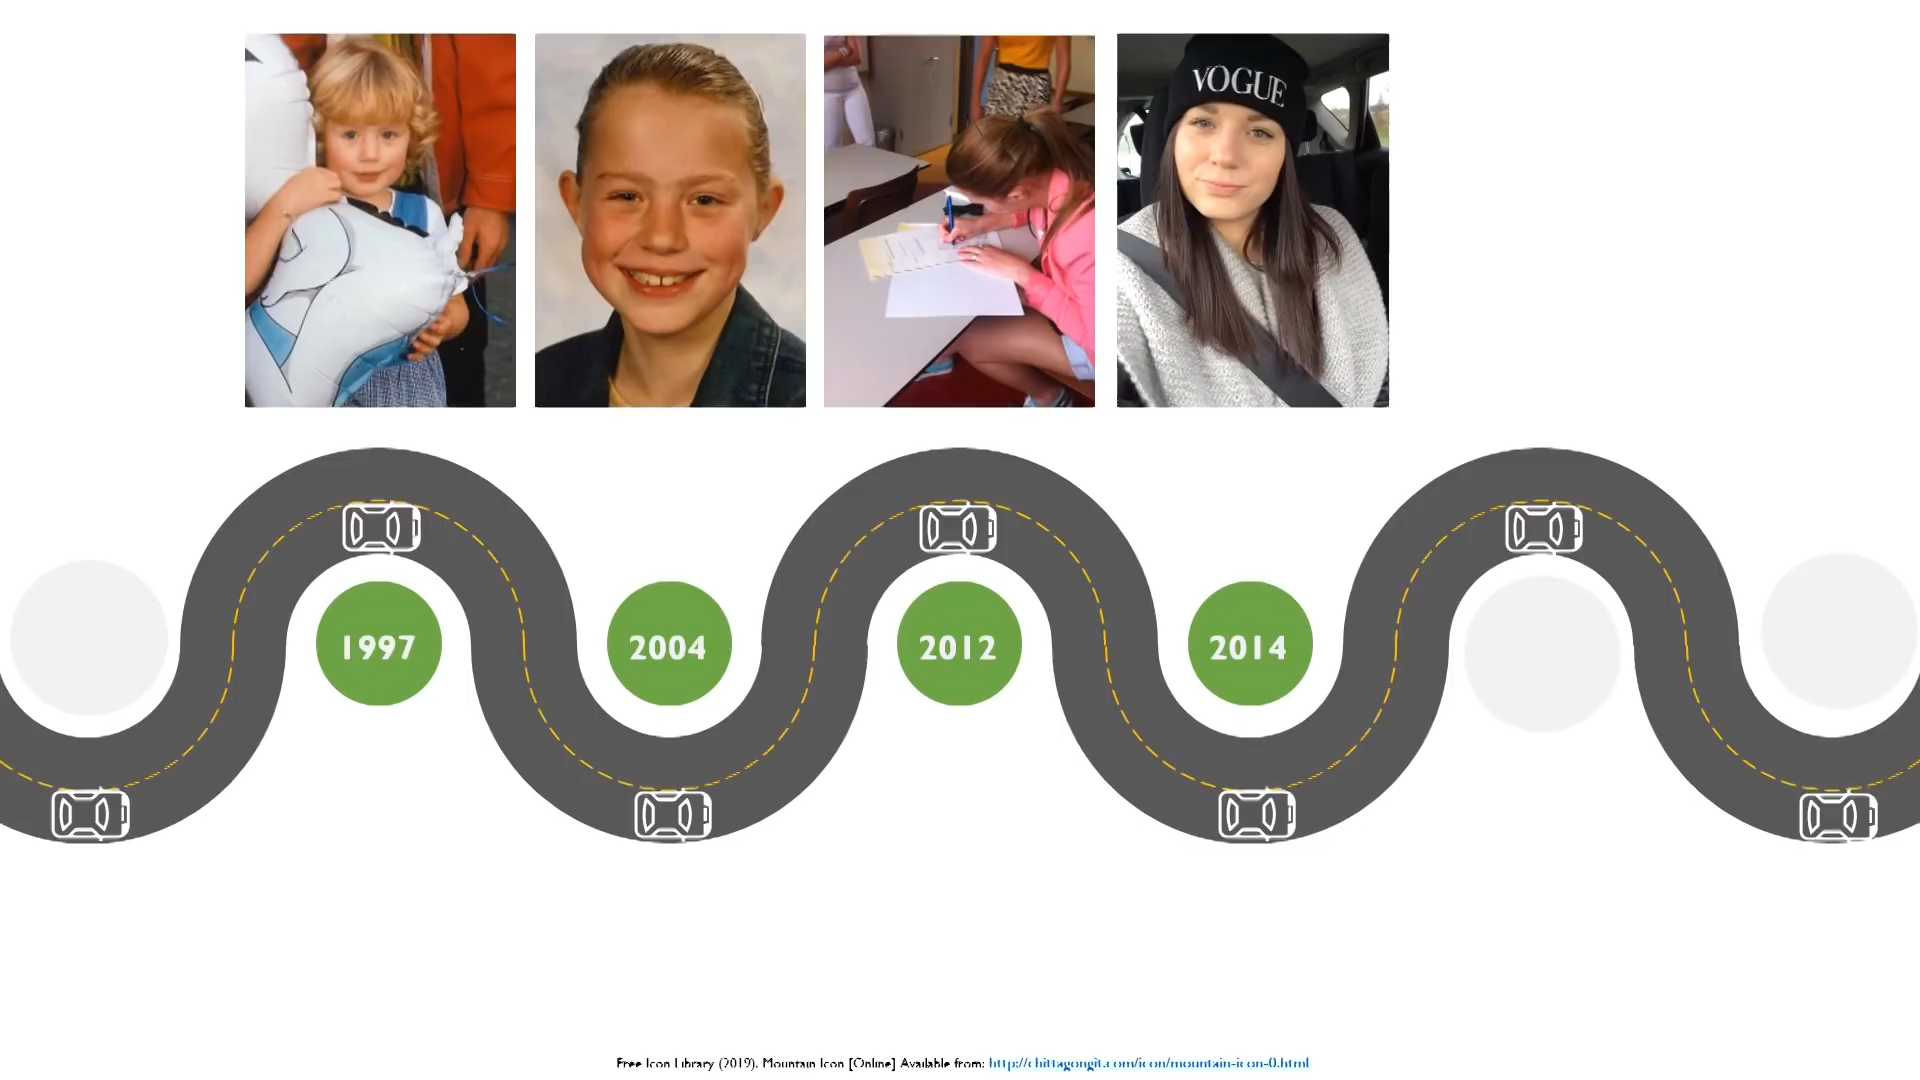 VOGUE
1997
2004
2012
2014
Free Icon Library (2019). Mountain Icon [Online] Available from: http://chittagongit.com/icon/mountain-icon-0.html